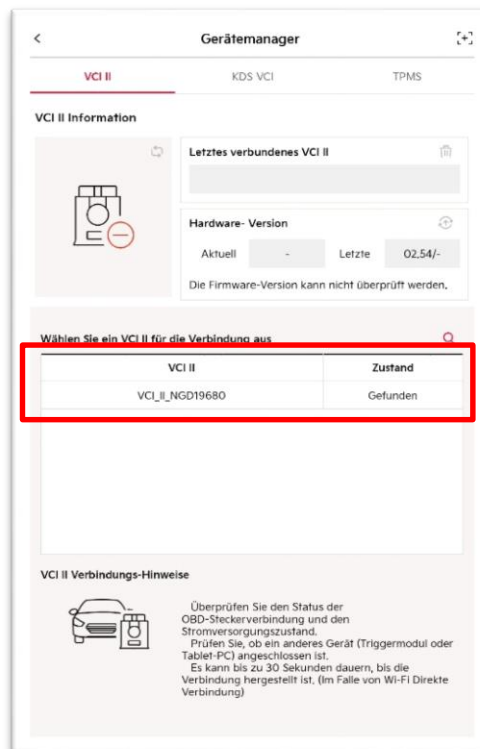 Gerätemanager
VCI II KDS VCI TPMS
VCI II Information
Letztes verbundenes VCI II
Hardware- Version
Aktuell - Letzte 02.54/-
Die Firmware-Version kann nicht überprüft werden.
Wählen Sie ein VCI II für die Verbindung aus
VCI II Zustand
VCI_II_NGD19680 Gefunden
VCI II Verbindungs-Hinweise
Überprüfen Sie den Status der
OBD-Steckerverbindung und den
Stromversorgungszustand.
Prüfen Sie, ob ein anderes Gerät (Triggermodul oder
Tablet-PC) angeschlossen ist.
Es kann bis zu 30 Sekunden dauern, bis die
Verbindung hergestellt ist. (Im Falle von Wi-Fi Direkte
Verbindung)